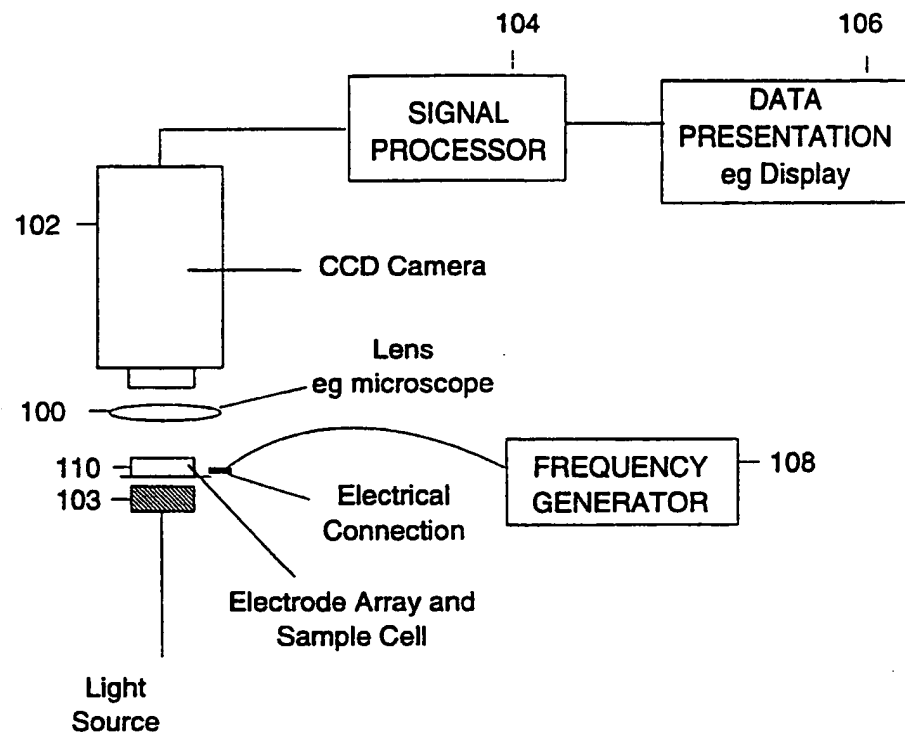 104
106
SIGNAL
PROCESSOR
DATA
PRESENTATION
eg Display
102
CCD Camera
Lens
eg microscope
100
110
103
FREQUENCY
GENERATOR
108
Electrical
Connection
Electrode Array and
Sample Cell
Light
Source